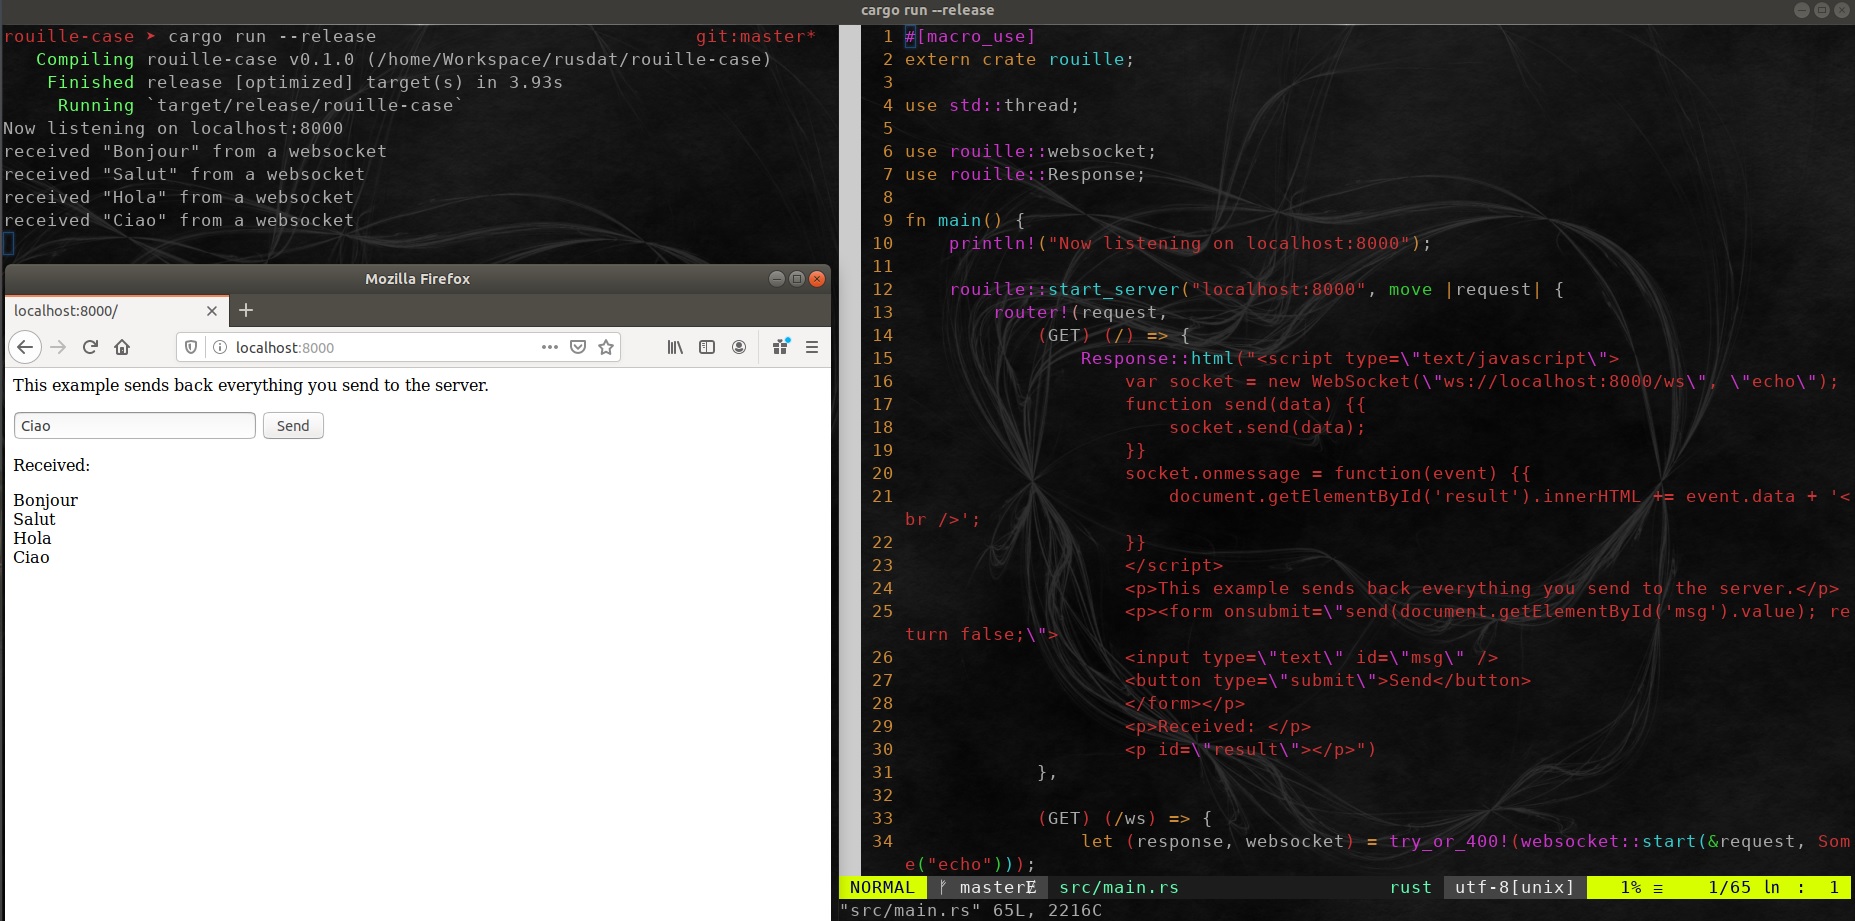 cargo run --release
rouille-case ➤ cargo run --release git:master*
Compiling rouille-case v0.1.0 (/home/Workspace/rusdat/rouille-case)
Finished release [optimized] target(s) in 3.93s
Running `target/release/rouille-case`
Now listening on localhost:8000
received "Bonjour" from a websocket
received "Salut" from a websocket
received "Hola" from a websocket
received "Ciao" from a websocket
Mozilla Firefox
localhost:8000/
localhost:8000
This example sends back everything you send to the server.
Ciao
Send
Received:
Bonjour
Salut
Hola
Ciao
1 #[macro_use]
2 extern crate rouille;
3
4 use std::thread;
5
6 use rouille::websocket;
7 use rouille::Response;
8
9 fn main() {
10     println!("Now listening on localhost:8000");
11
12     rouille::start_server("localhost:8000", move |request| {
13         router!(request,
14             (GET) (/) => {
15                 Response::html("<script type=\"text/javascript\">
16                     var socket = new WebSocket(\"ws://localhost:8000/ws\", \"echo\");
17                     function send(data) {{
18                         socket.send(data);
19                     }}
20                     socket.onmessage = function(event) {{
21                         document.getElementById('result').innerHTML += event.data + '<
br />';
22                     }}
23                     </script>
24                     <p>This example sends back everything you send to the server.</p>
25                     <p><form onsubmit=\"send(document.getElementById('msg').value); re
turn false;\">
26                     <input type=\"text\" id=\"msg\" />
27                     <button type=\"submit\">Send</button>
28                     </form></p>
29                     <p>Received: </p>
30                     <p id=\"result\"></p>")
31             },
32
33             (GET) (/ws) => {
34                 let (response, websocket) = try_or_400!(websocket::start(&request, Som
e("echo")));
NORMAL master src/main.rs rust utf-8[unix] 1% ≡ 1/65 ln : 1
"src/main.rs" 65L, 2216C